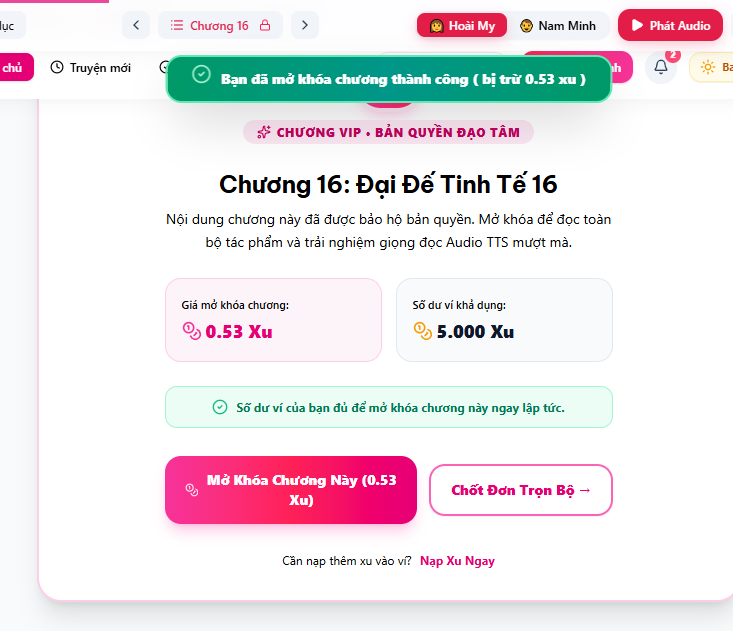 lục
Chương 16
Hoài My
Nam Minh
Phát Audio
chủ
Truyện mới
nh
2
Ba
Bạn đã mở khóa chương thành công ( bị trừ 0.53 xu )
CHƯƠNG VIP • BẢN QUYỀN ĐẠO TÂM
Chương 16: Đại Đế Tinh Tế 16
Nội dung chương này đã được bảo hộ bản quyền. Mở khóa để đọc toàn
bộ tác phẩm và trải nghiệm giọng đọc Audio TTS mượt mà.
Giá mở khóa chương:
0.53 Xu
Số dư ví khả dụng:
5.000 Xu
Số dư ví của bạn đủ để mở khóa chương này ngay lập tức.
Mở Khóa Chương Này (0.53
Xu)
Chốt Đơn Trọn Bộ →
Cần nạp thêm xu vào ví? Nạp Xu Ngay